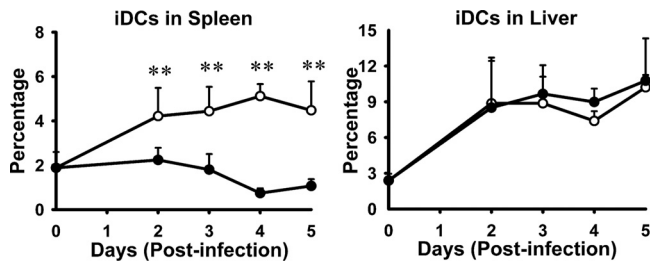 iDCs in Spleen
Percentage
8
6
4
2
0
** ** ** **
0 1 2 3 4 5
Days (Post-infection)
iDCs in Liver
Percentage
15
12
9
6
3
0
0 1 2 3 4 5
Days (Post-infection)